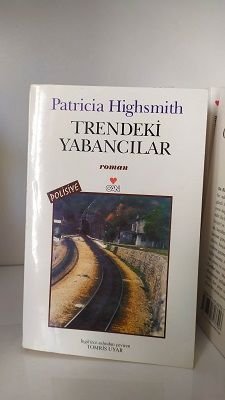 Patricia Highsmith
TRENDEKİ
YABANCILAR
roman
CAN
POLİSİYE
İngilizce aslından çeviren
TOMRİS UYAR